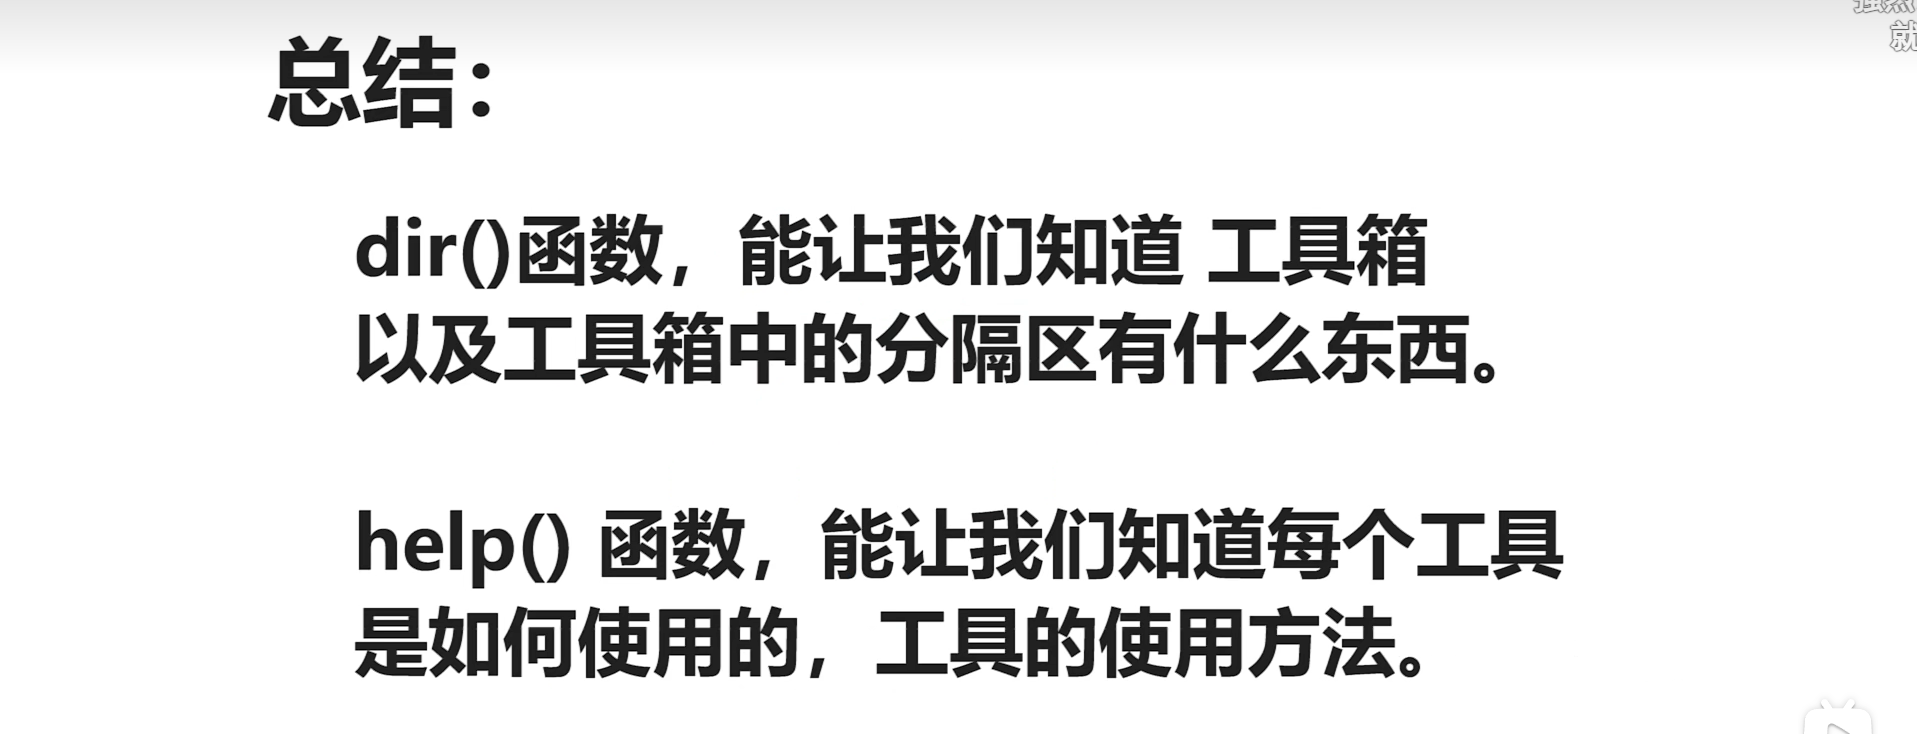 总结：
dir()函数，能让我们知道 工具箱
以及工具箱中的分隔区有什么东西。
help() 函数，能让我们知道每个工具
是如何使用的，工具的使用方法。
就